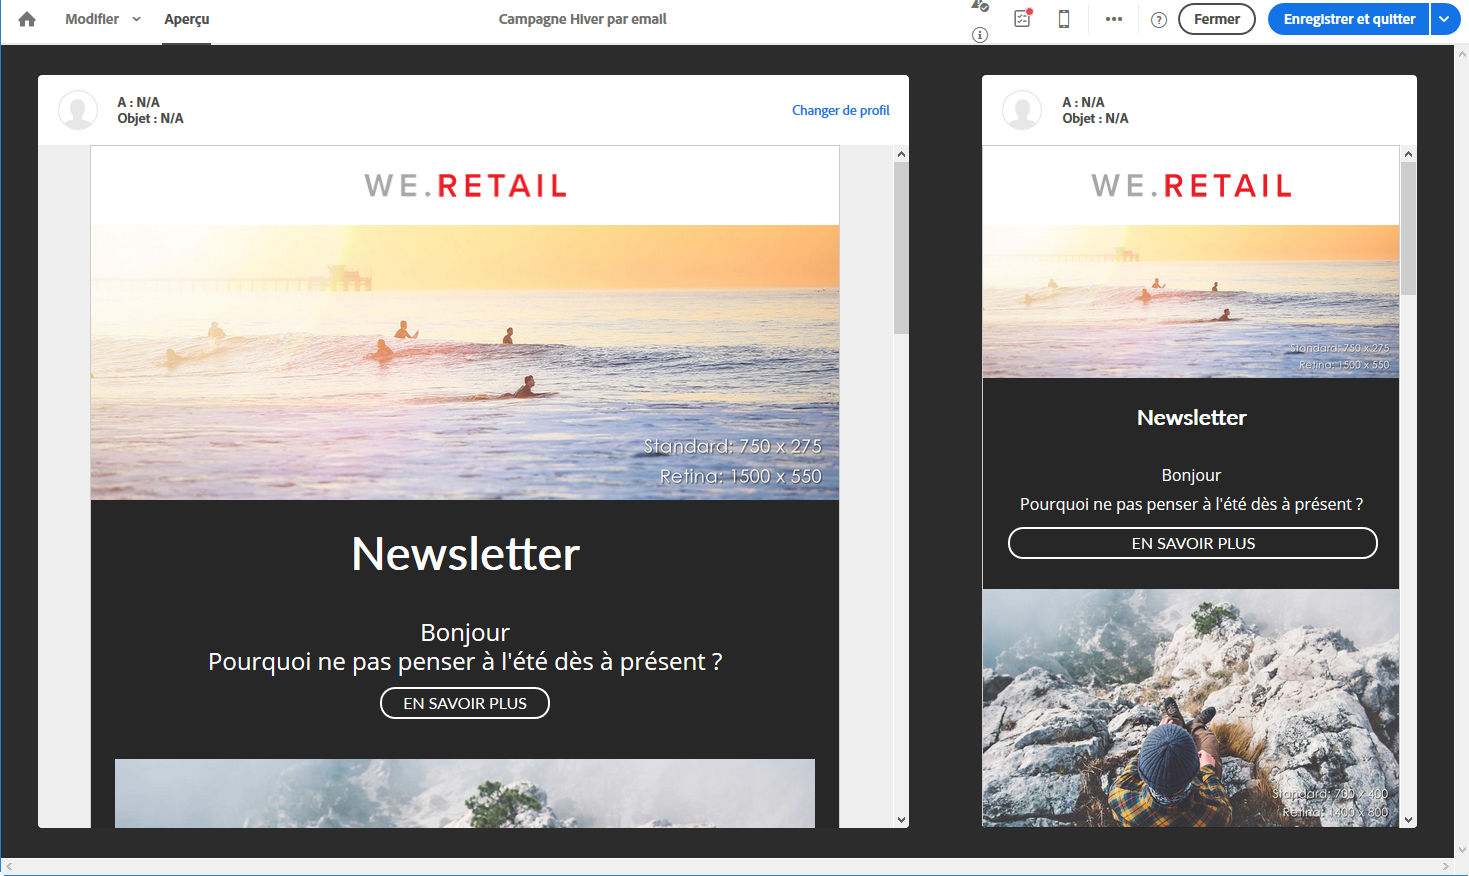 Modifier
Aperçu
Campagne Hiver par email
Fermer
Enregistrer et quitter
A : N/A
Objet : N/A
Changer de profil
WE.RETAIL
Standard: 750 x 275
Retina: 1500 x 550
Newsletter
Bonjour
Pourquoi ne pas penser à l'été dès à présent ?
EN SAVOIR PLUS
A : N/A
Objet : N/A
WE.RETAIL
Standard: 750 x 275
Retina: 1500 x 550
Newsletter
Bonjour
Pourquoi ne pas penser à l'été dès à présent ?
EN SAVOIR PLUS
Standard: 700 x 400
Retina: 1400 x 800